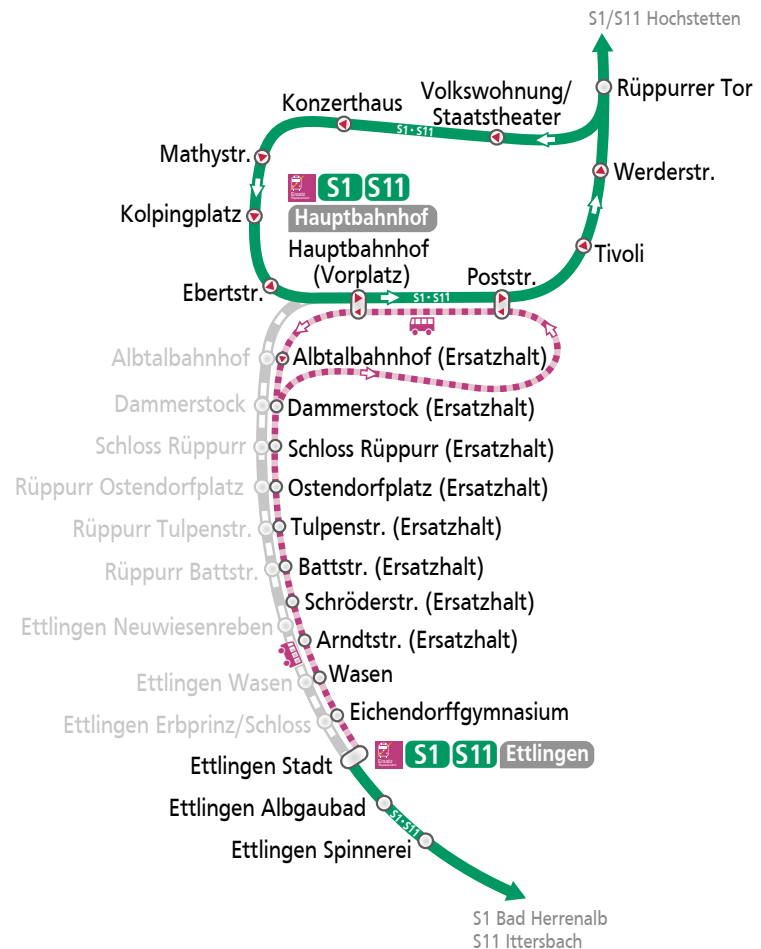 S1/S11 Hochstetten
Rüppurrer Tor
Volkswohnung/
Staatstheater
Konzerthaus
S1·S11
Mathystr.
Werderstr.
S1 S11
Hauptbahnhof
Kolpingplatz
Hauptbahnhof
(Vorplatz)
Tivoli
Poststr.
Ebertstr.
S1·S11
Albtalbahnhof
Albtalbahnhof (Ersatzhalt)
Dammerstock
Dammerstock (Ersatzhalt)
Schloss Rüppurr
Schloss Rüppurr (Ersatzhalt)
Rüppurr Ostendorfplatz
Ostendorfplatz (Ersatzhalt)
Rüppurr Tulpenstr.
Tulpenstr. (Ersatzhalt)
Rüppurr Battstr.
Battstr. (Ersatzhalt)
Schröderstr. (Ersatzhalt)
Ettlingen Neuwiesenreben
Arndtstr. (Ersatzhalt)
Ettlingen Wasen
Wasen
Ettlingen Erbprinz/Schloss
Eichendorffgymnasium
Ettlingen Stadt
S1 S11 Ettlingen
Ettlingen Albgaubad
S1·S11
Ettlingen Spinnerei
S1 Bad Herrenalb
S11 Ittersbach